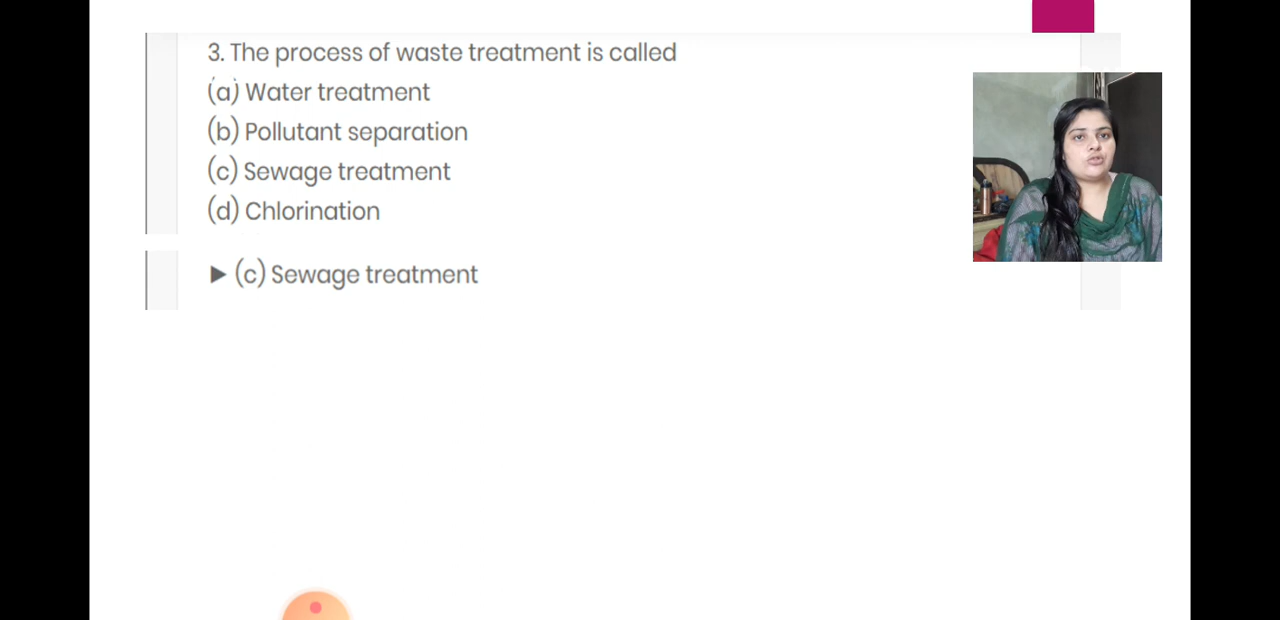 3. The process of waste treatment is called
(a) Water treatment
(b) Pollutant separation
(c) Sewage treatment
(d) Chlorination
▶ (c) Sewage treatment